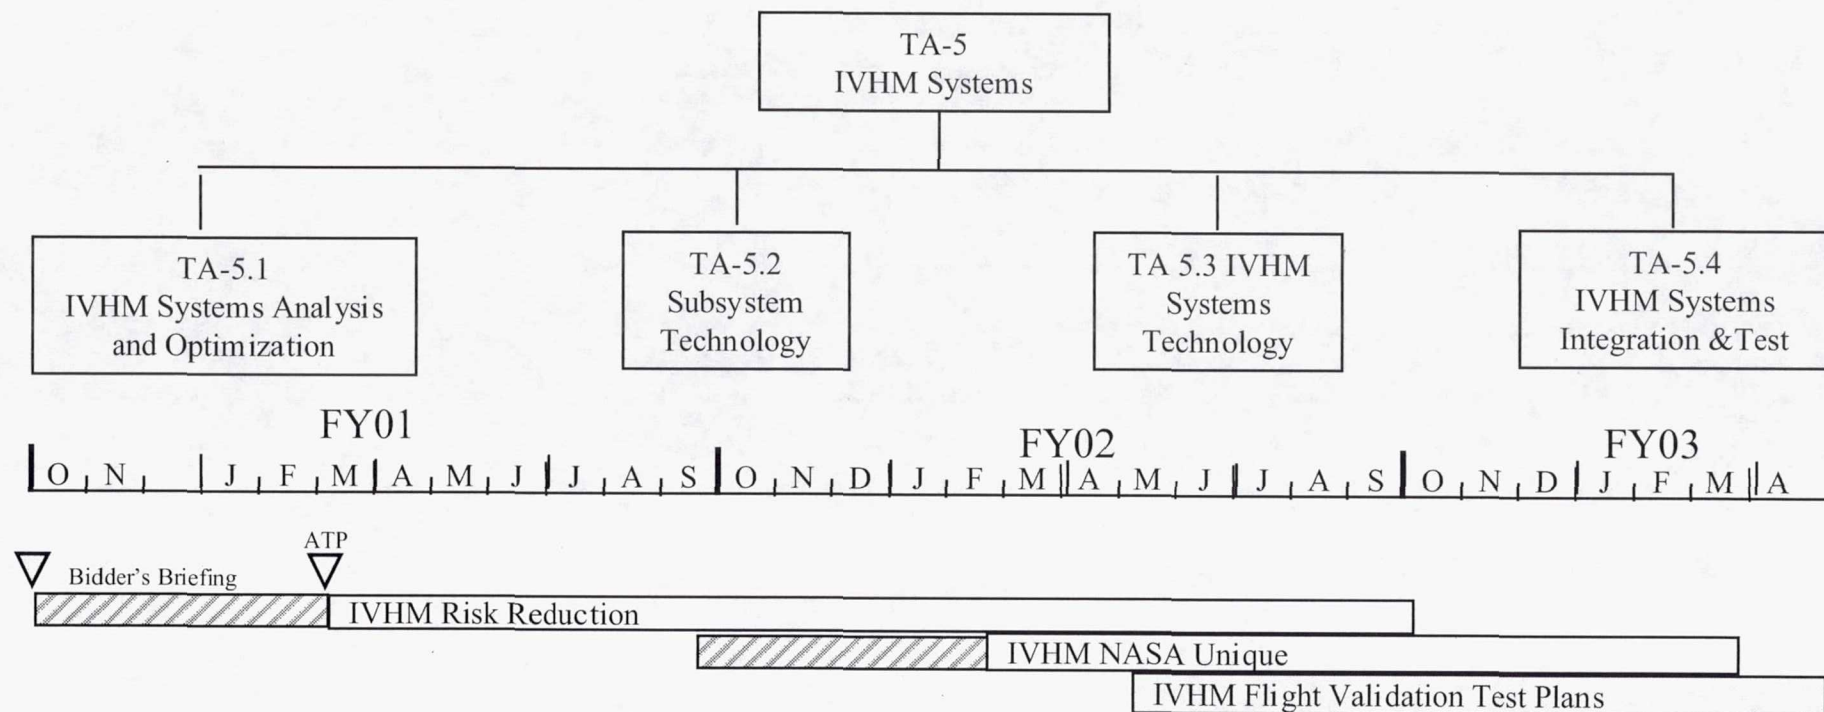 TA-5
IVHM Systems
TA-5.1
IVHM Systems Analysis
and Optimization
TA-5.2
Subsystem
Technology
TA 5.3 IVHM
Systems
Technology
TA-5.4
IVHM Systems
Integration &Test
FY01
FY02
FY03
O N J F M A M J J A S O N D J F M A M J J A S O N D J F M A
ATP
Bidder's Briefing
IVHM Risk Reduction
IVHM NASA Unique
IVHM Flight Validation Test Plans